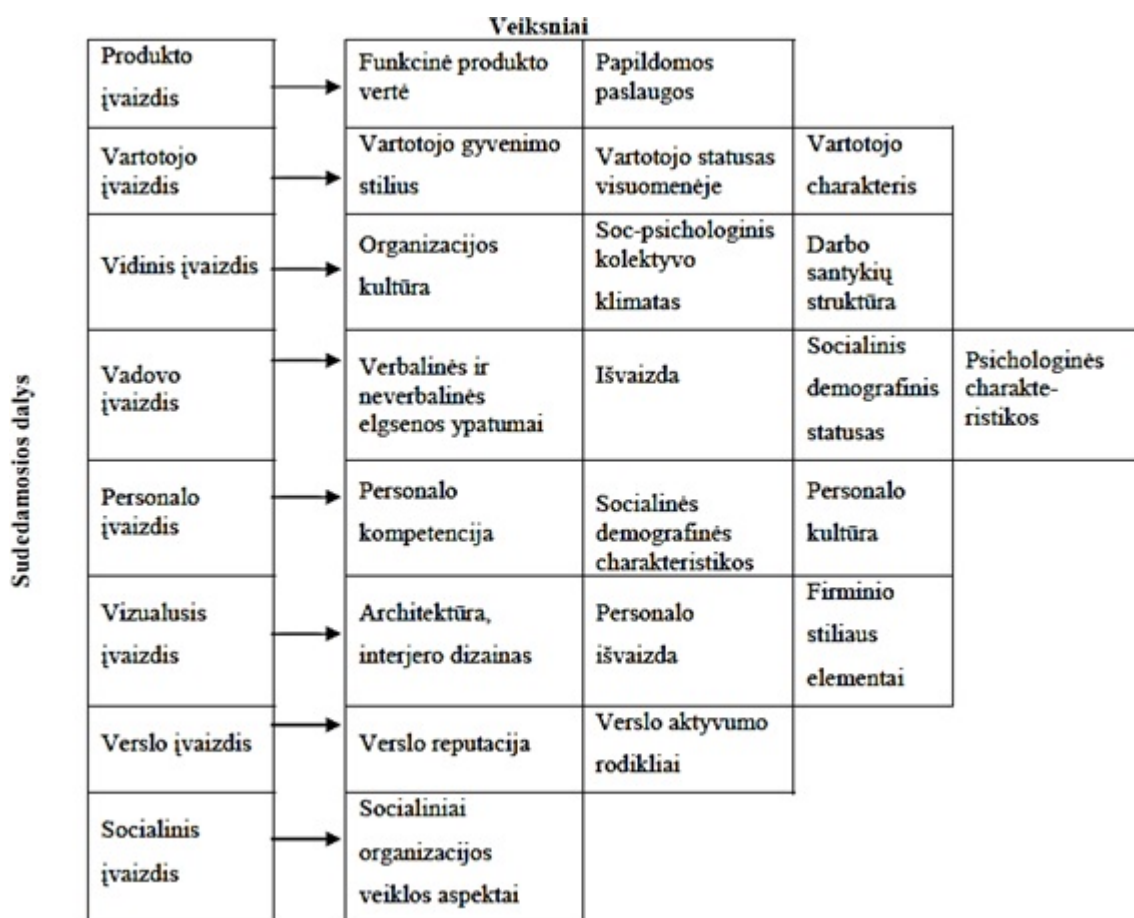 Veiksniai
Sudedamosios dalys
Produkto
įvaizdis
Funkcinė produkto
vertė
Papildomos
paslaugos
Vartotojo
įvaizdis
Vartotojo gyvenimo
stilius
Vartotojo statusas
visuomenėje
Vartotojo
charakteris
Vidinis įvaizdis
Organizacijos
kultūra
Soc-psichologinis
kolektyvo
klimatas
Darbo
santykių
struktūra
Vadovo
įvaizdis
Verbalinės ir
neverbalinės
elgsenos ypatumai
Išvaizda
Socialinis
demografinis
statusas
Psichologinės
charakte-
ristikos
Personalo
įvaizdis
Personalo
kompetencija
Socialinės
demografinės
charakteristikos
Personalo
kultūra
Vizualusis
įvaizdis
Architektūra,
interjero dizainas
Personalo
išvaizda
Firminio
stiliaus
elementai
Verslo įvaizdis
Verslo reputacija
Verslo aktyvumo
rodikliai
Socialinis
įvaizdis
Socialiniai
organizacijos
veiklos aspektai